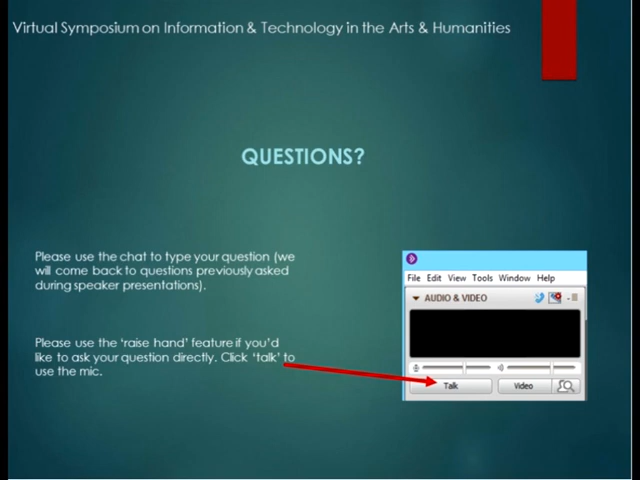 Virtual Symposium on Information & Technology in the Arts & Humanities
QUESTIONS?
Please use the chat to type your question (we
will come back to questions previously asked
during speaker presentations).
Please use the ‘raise hand’ feature if you’d
like to ask your question directly. Click ‘talk’ to
use the mic.
File Edit View Tools Window Help
AUDIO & VIDEO
Talk Video